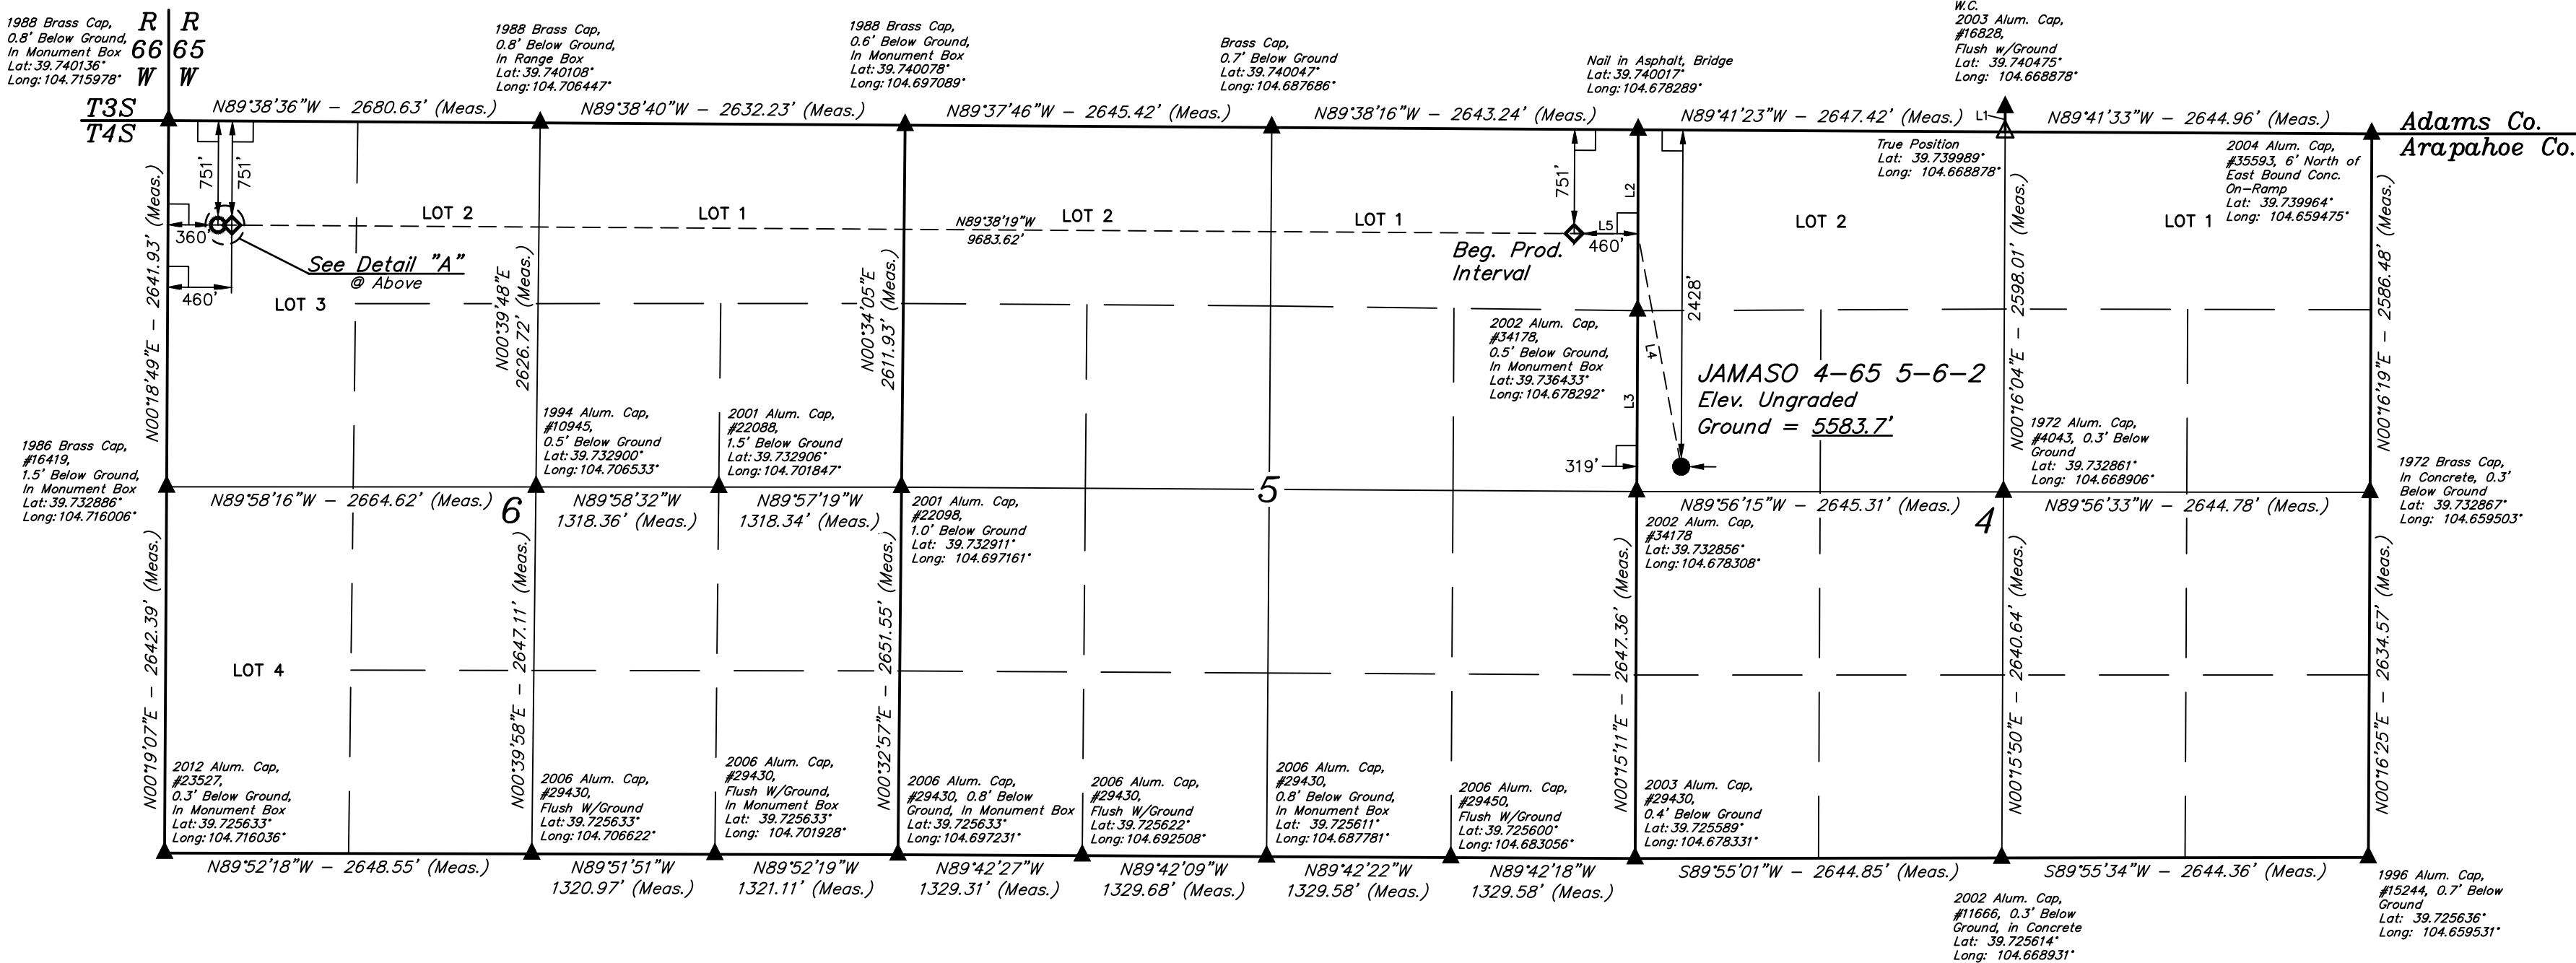 1988 Brass Cap,
0.8' Below Ground,
In Monument Box
Lat: 39.740136°
Long: 104.715978°
R R
66 65
W W
1988 Brass Cap,
0.8' Below Ground,
In Range Box
Lat: 39.740108°
Long: 104.706447°
1988 Brass Cap,
0.6' Below Ground,
In Monument Box
Lat: 39.740078°
Long: 104.697089°
Brass Cap,
0.7' Below Ground
Lat: 39.740047°
Long: 104.687686°
Nail in Asphalt, Bridge
Lat: 39.740017°
Long: 104.678289°
W.C.
2003 Alum. Cap,
#16828,
Flush w/Ground
Lat: 39.740475°
Long: 104.668878°
T3S
T4S
N89°38'36"W - 2680.63' (Meas.)
N89°38'40"W - 2632.23' (Meas.)
N89°37'46"W - 2645.42' (Meas.)
N89°38'16"W - 2643.24' (Meas.)
N89°41'23"W - 2647.42' (Meas.)
L1
N89°41'33"W - 2644.96' (Meas.)
Adams Co.
Arapahoe Co.
True Position
Lat: 39.739989°
Long: 104.668878°
2004 Alum. Cap,
#35593, 6' North of
East Bound Conc.
On-Ramp
Lat: 39.739964°
Long: 104.659475°
751'
751'
751'
360'
460'
See Detail "A"
@ Above
LOT 2
LOT 1
LOT 2
LOT 1
LOT 2
LOT 1
N89°38'19"W
9683.62'
L2
L5
460'
Beg. Prod.
Interval
LOT 3
N00°18'49"E - 2641.93' (Meas.)
N00°39'48"E
2626.72' (Meas.)
N00°34'05"E
2611.93' (Meas.)
2428'
L4
L3
N00°16'04"E - 2598.01' (Meas.)
N00°16'19"E - 2586.48' (Meas.)
2002 Alum. Cap,
#34178,
0.5' Below Ground,
In Monument Box
Lat: 39.736433°
Long: 104.678292°
JAMASO 4-65 5-6-2
Elev. Ungraded
Ground = 5583.7'
319'
1986 Brass Cap,
#16419,
1.5' Below Ground,
In Monument Box
Lat: 39.732886°
Long: 104.716006°
1994 Alum. Cap,
#10945,
0.5' Below Ground
Lat: 39.732900°
Long: 104.706533°
2001 Alum. Cap,
#22088,
1.5' Below Ground
Lat: 39.732906°
Long: 104.701847°
1972 Alum. Cap,
#4043, 0.3' Below
Ground
Lat: 39.732861°
Long: 104.668906°
1972 Brass Cap,
In Concrete, 0.3'
Below Ground
Lat: 39.732867°
Long: 104.659503°
N89°58'16"W - 2664.62' (Meas.)
6
N89°58'32"W
1318.36' (Meas.)
N89°57'19"W
1318.34' (Meas.)
2001 Alum. Cap,
#22098,
1.0' Below Ground
Lat: 39.732911°
Long: 104.697161°
5
N89°56'15"W - 2645.31' (Meas.)
4
N89°56'33"W - 2644.78' (Meas.)
2002 Alum. Cap,
#34178
Lat: 39.732856°
Long: 104.678308°
N00°19'07"E - 2642.39' (Meas.)
N00°39'58"E - 2647.11' (Meas.)
N00°32'57"E - 2651.55' (Meas.)
N00°15'11"E - 2647.36' (Meas.)
N00°15'50"E - 2640.64' (Meas.)
N00°16'25"E - 2634.57' (Meas.)
LOT 4
2012 Alum. Cap,
#23527,
0.3' Below Ground,
In Monument Box
Lat: 39.725633°
Long: 104.716036°
2006 Alum. Cap,
#29430,
Flush W/Ground
Lat: 39.725633°
Long: 104.706622°
2006 Alum. Cap,
#29430,
Flush W/Ground,
In Monument Box
Lat: 39.725633°
Long: 104.701928°
2006 Alum. Cap,
#29430, 0.8' Below
Ground, In Monument Box
Lat: 39.725633°
Long: 104.697231°
2006 Alum. Cap,
#29430,
Flush W/Ground
Lat: 39.725622°
Long: 104.692508°
2006 Alum. Cap,
#29430,
0.8' Below Ground,
In Monument Box
Lat: 39.725611°
Long: 104.687781°
2006 Alum. Cap,
#29450,
Flush W/Ground
Lat: 39.725600°
Long: 104.683056°
2003 Alum. Cap,
#29430,
0.4' Below Ground
Lat: 39.725589°
Long: 104.678331°
N89°52'18"W - 2648.55' (Meas.)
N89°51'51"W
1320.97' (Meas.)
N89°52'19"W
1321.11' (Meas.)
N89°42'27"W
1329.31' (Meas.)
N89°42'09"W
1329.68' (Meas.)
N89°42'22"W
1329.58' (Meas.)
N89°42'18"W
1329.58' (Meas.)
S89°55'01"W - 2644.85' (Meas.)
S89°55'34"W - 2644.36' (Meas.)
2002 Alum. Cap,
#11666, 0.3' Below
Ground, in Concrete
Lat: 39.725614°
Long: 104.668931°
1996 Alum. Cap,
#15244, 0.7' Below
Ground
Lat: 39.725636°
Long: 104.659531°